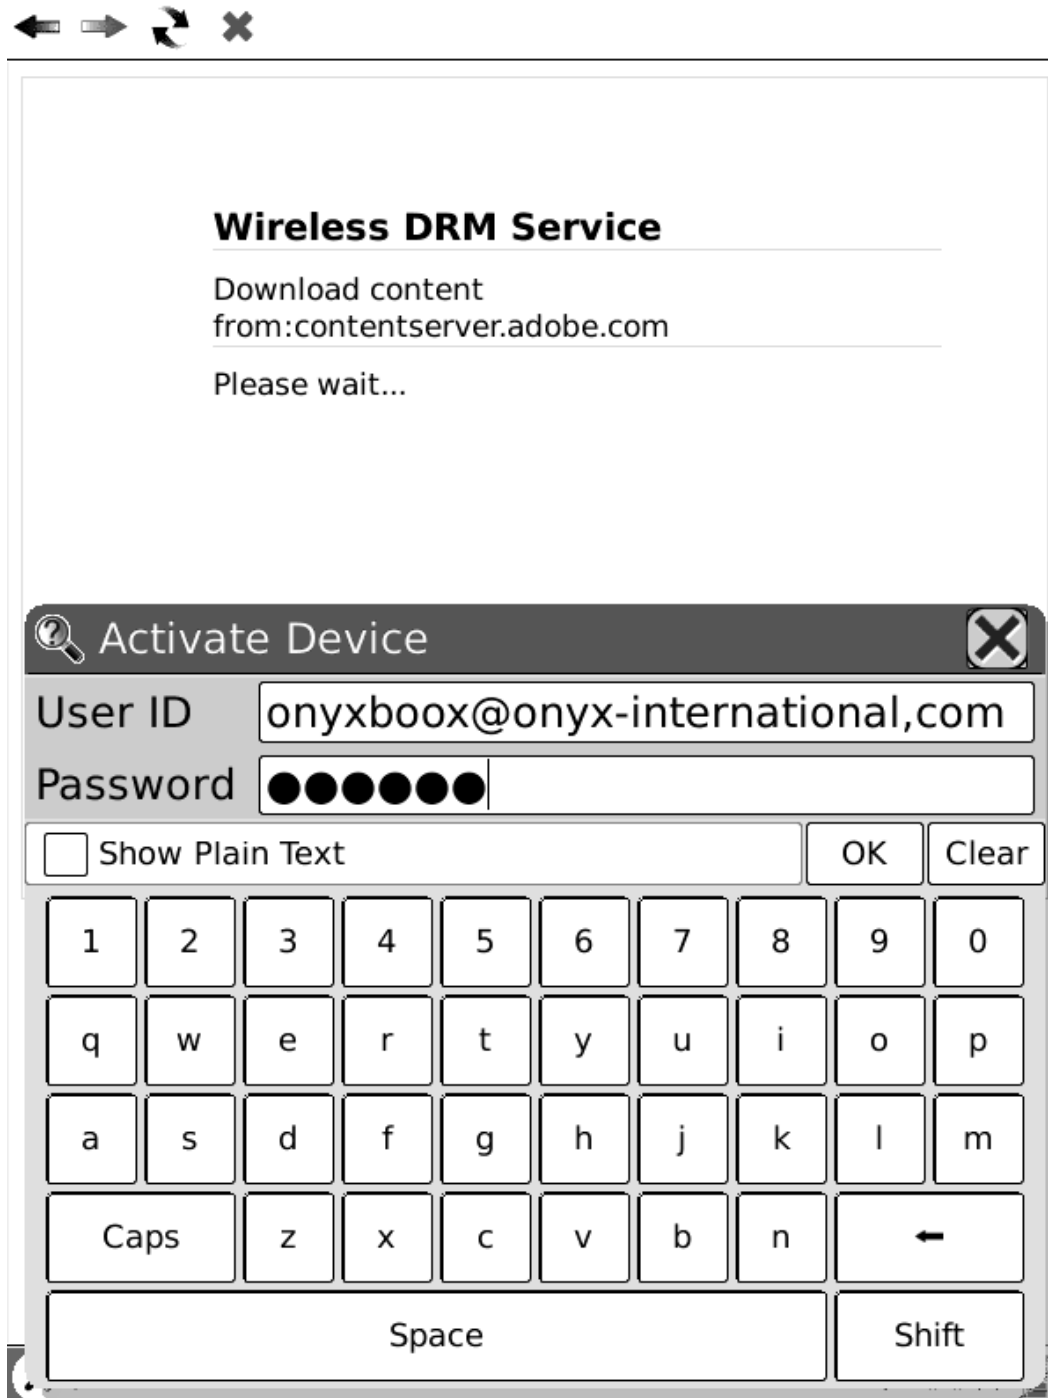 Wireless DRM Service
Download content
from:contentserver.adobe.com
Please wait...
Activate Device
User ID onyxboox@onyx-international,com
Password ●●●●●●
Show Plain Text OK Clear
1 2 3 4 5 6 7 8 9 0
q w e r t y u i o p
a s d f g h j k l m
Caps z x c v b n
Space Shift